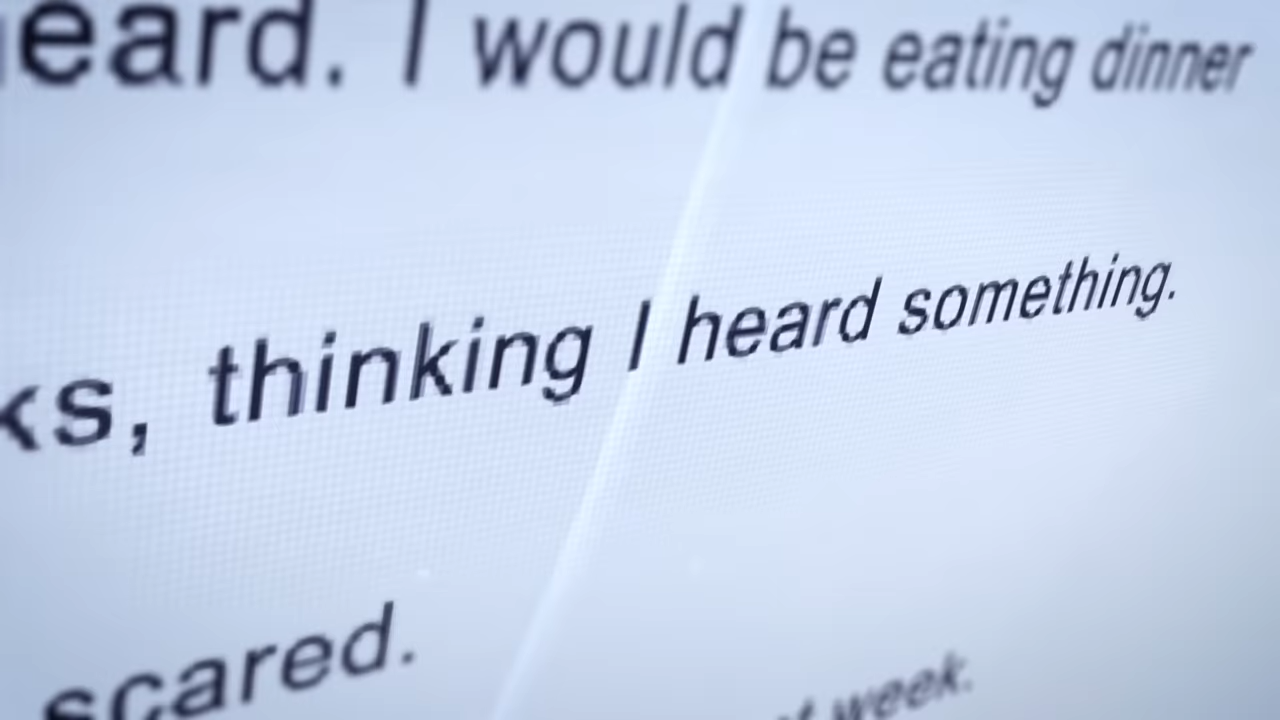 eard. I would be eating dinner
ks, thinking I heard something.
scared.
week.